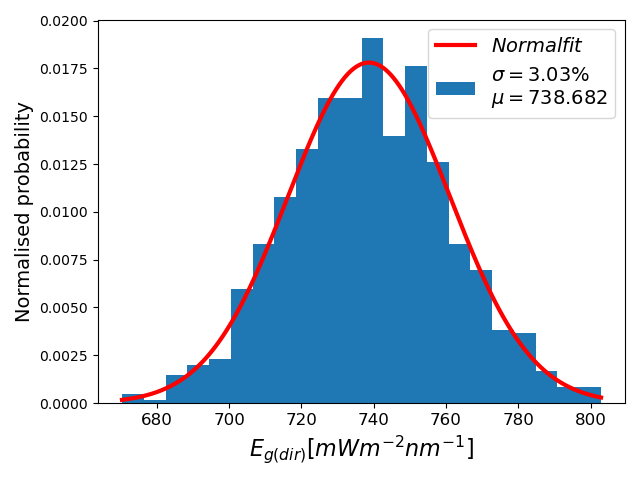 0.0200
0.0175
0.0150
0.0125
0.0100
0.0075
0.0050
0.0025
0.0000
Normalised probability
Normalfit
σ = 3.03%
μ = 738.682
680 700 720 740 760 780 800
E_{g(dir)}[mWm^{-2}nm^{-1}]